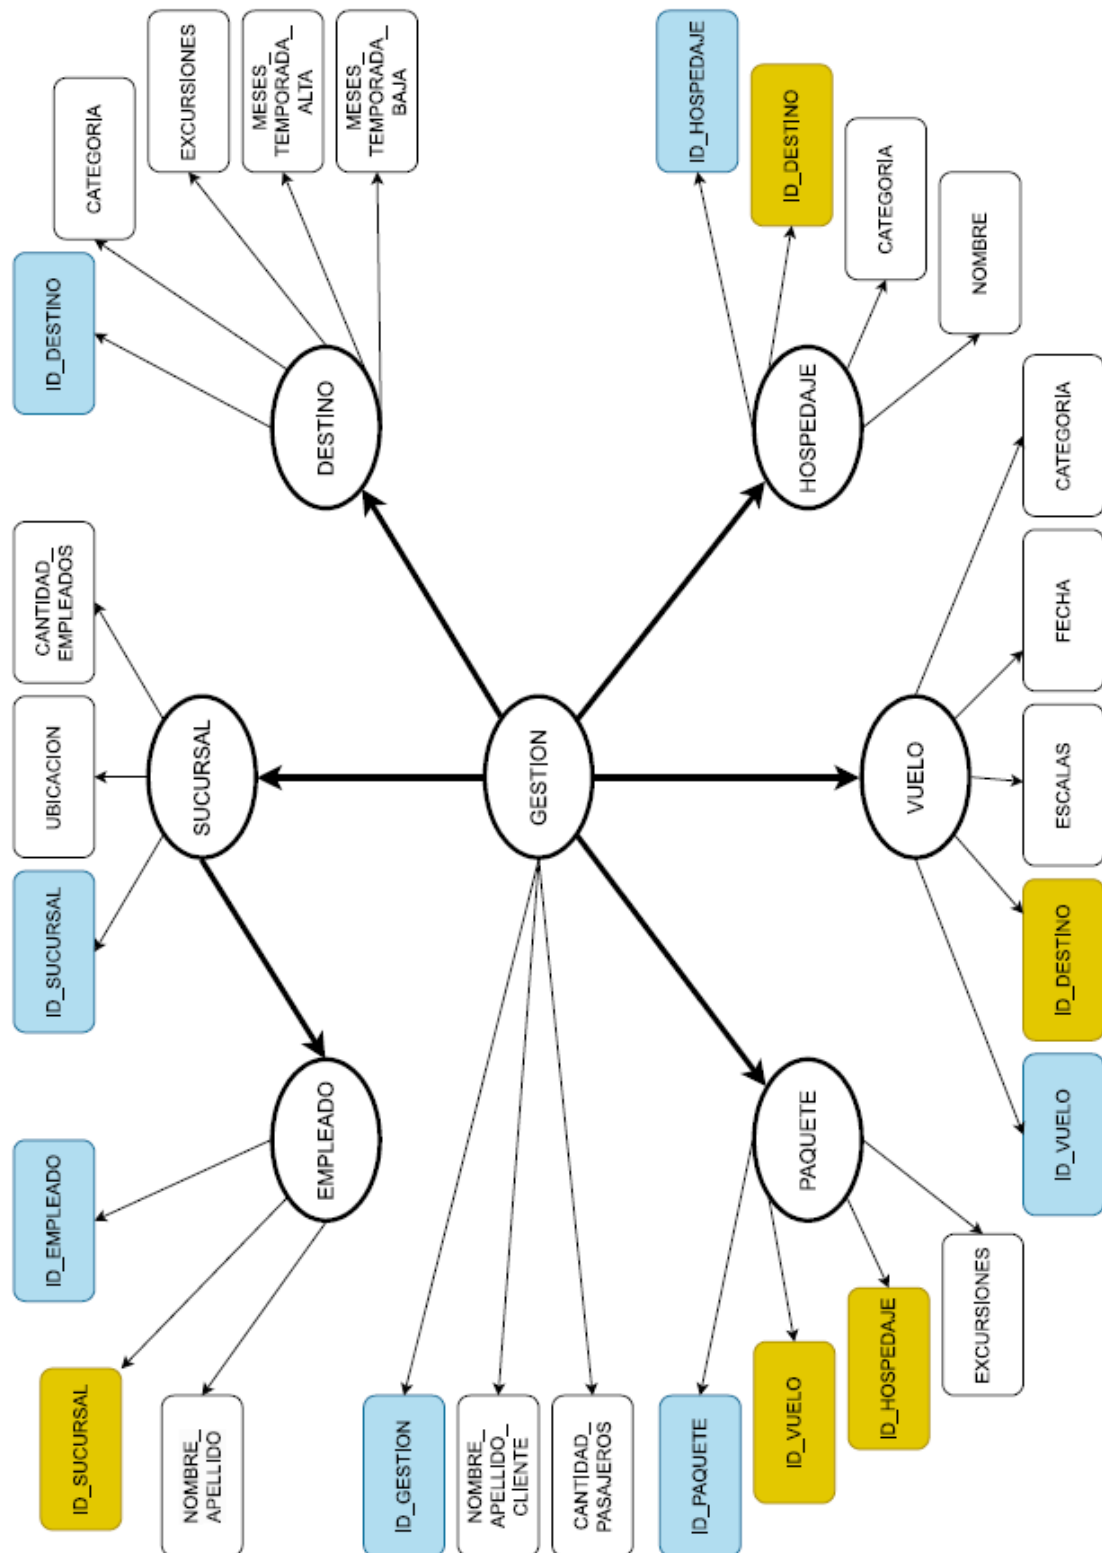 ID_SUCURSAL
ID_EMPLEADO
ID_SUCURSAL
UBICACION
CANTIDAD_
EMPLEADOS
ID_DESTINO
CATEGORIA
NOMBRE_
APELLIDO
SUCURSAL
EXCURSIONES
MESES_
TEMPORADA_
ALTA
EMPLEADO
DESTINO
MESES_
TEMPORADA_
BAJA
ID_GESTION
NOMBRE_
APELLIDO_
CLIENTE
GESTION
CANTIDAD_
PASAJEROS
ID_PAQUETE
ID_HOSPEDAJE
ID_VUELO
ID_DESTINO
PAQUETE
HOSPEDAJE
ID_HOSPEDAJE
CATEGORIA
VUELO
EXCURSIONES
NOMBRE
ID_VUELO
ID_DESTINO
ESCALAS
FECHA
CATEGORIA